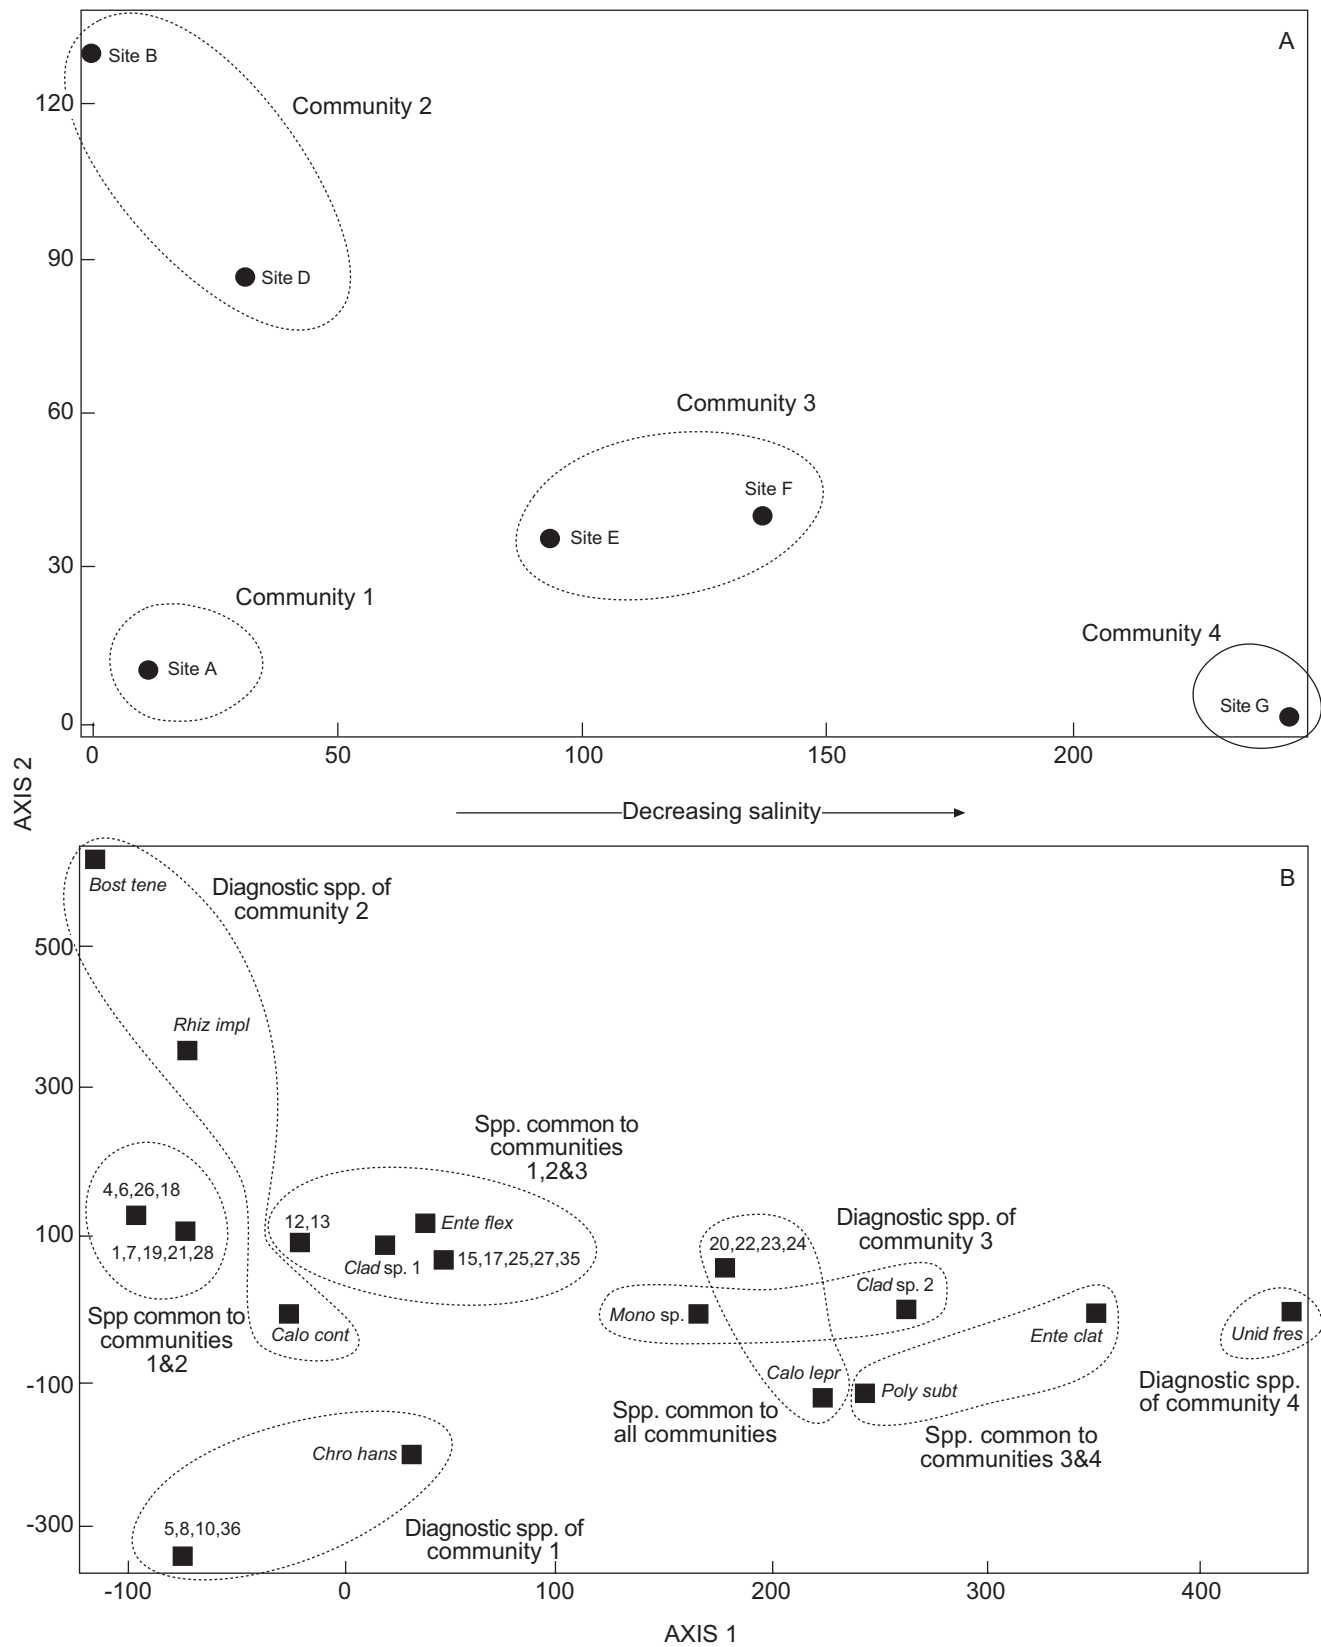 A
Site B
120
Community 2
90
Site D
60
Community 3
Site F
Site E
30
Community 1
Site A
Community 4
Site G
0
0 50 100 150 200
AXIS 2
Decreasing salinity
B
Bost tene
Diagnostic spp. of
community 2
500
Rhiz impl
300
Spp. common to
communities
1,2&3
4,6,26,18
1,7,19,21,28
100
12,13
Ente flex
Clad sp. 1
15,17,25,27,35
Diagnostic spp. of
community 3
20,22,23,24
Clad sp. 2
Mono sp.
Spp common to
communities
1&2
Calo cont
Ente clat
Unid fres
-100
Calo lepr
Poly subt
Diagnostic spp.
of community 4
Spp. common to
all communities
Spp. common to
communities 3&4
Chro hans
-300
5,8,10,36
Diagnostic spp. of
community 1
-100 0 100 200 300 400
AXIS 1